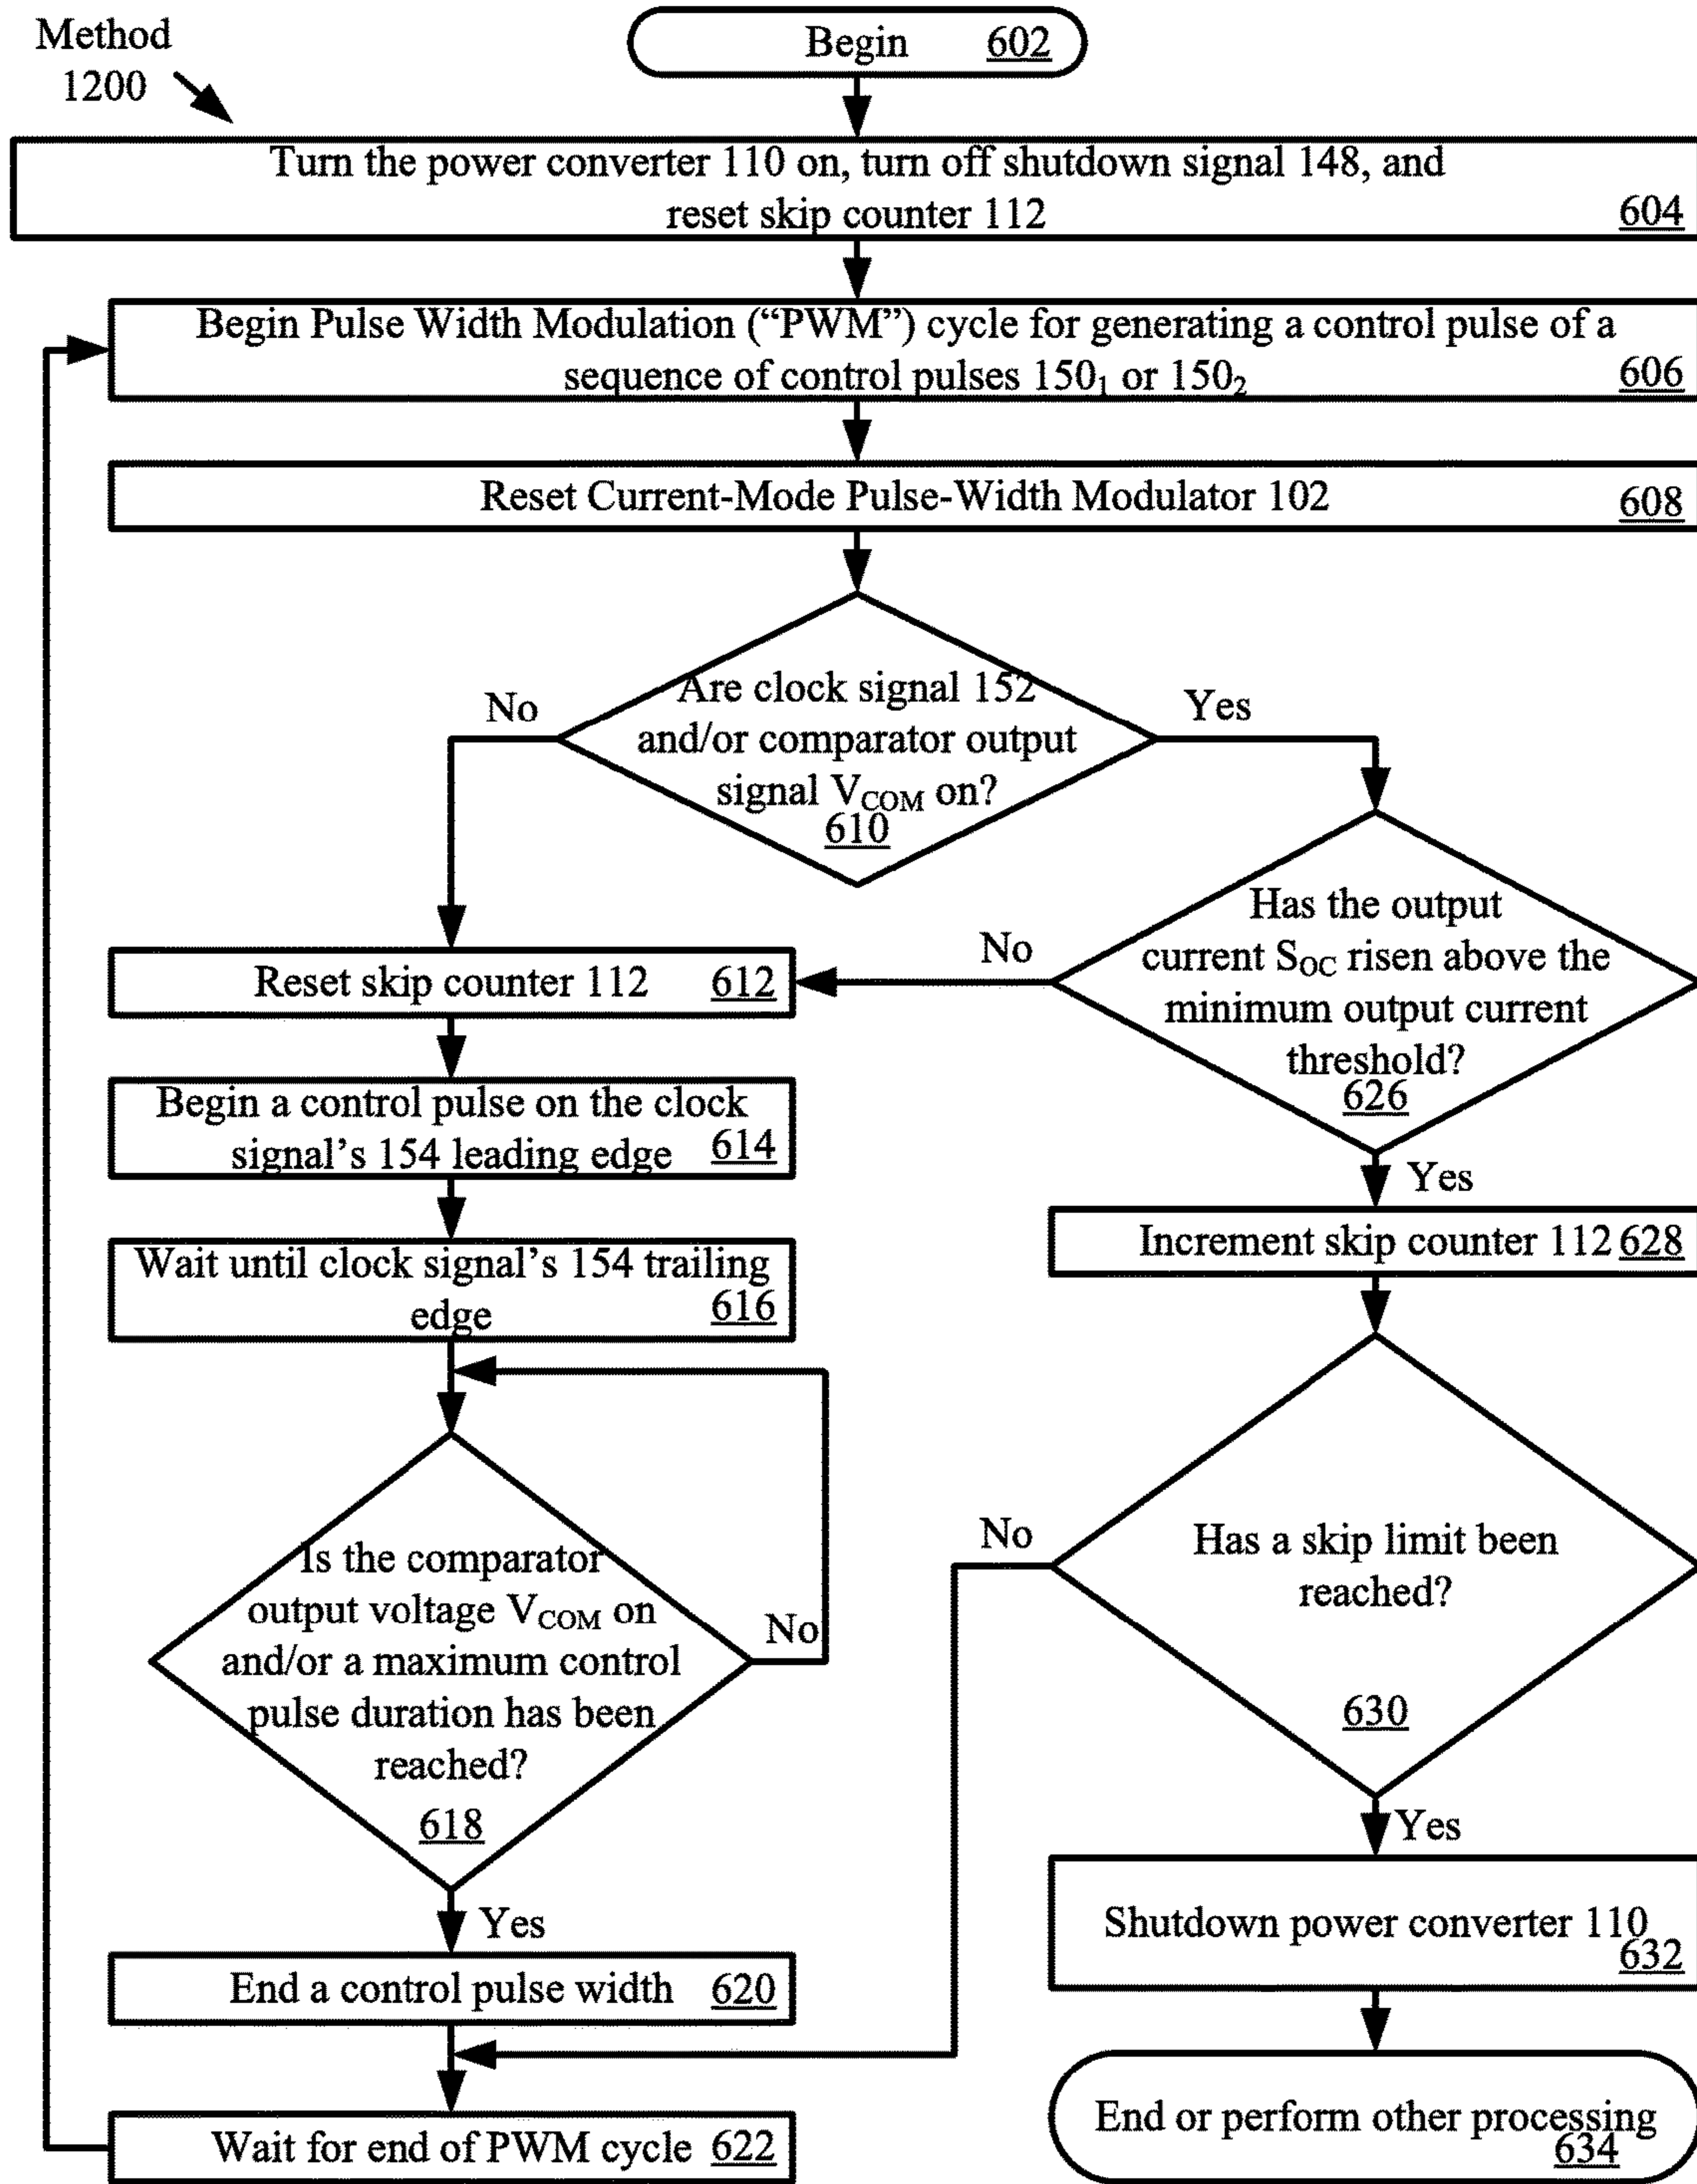 Method
1200
Begin 602
Turn the power converter 110 on, turn off shutdown signal 148, and
reset skip counter 112 604
Begin Pulse Width Modulation (“PWM”) cycle for generating a control pulse of a
sequence of control pulses 150₁ or 150₂ 606
Reset Current-Mode Pulse-Width Modulator 102 608
Are clock signal 152
and/or comparator output
signal V_COM on?
610
No
Yes
Has the output
current S_OC risen above the
minimum output current
threshold?
626
No
Yes
Reset skip counter 112 612
Begin a control pulse on the clock
signal’s 154 leading edge 614
Wait until clock signal’s 154 trailing
edge 616
Increment skip counter 112 628
Is the comparator
output voltage V_COM on
and/or a maximum control
pulse duration has been
reached?
618
No
Yes
Has a skip limit been
reached?
630
No
Yes
End a control pulse width 620
Wait for end of PWM cycle 622
Shutdown power converter 110
632
End or perform other processing
634